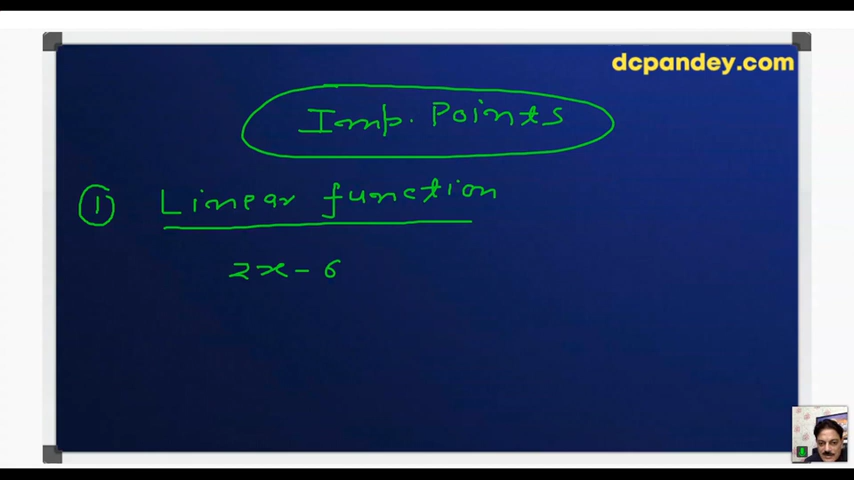 dcpandey.com
Imp. Points
① Linear function
2x - 6